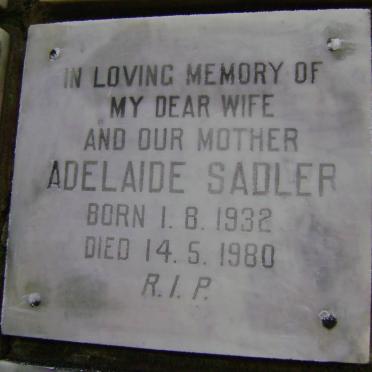 IN LOVING MEMORY OF
MY DEAR WIFE
AND OUR MOTHER
ADELAIDE SADLER
BORN 1. 8. 1932
DIED 14. 5. 1980
R. I. P.